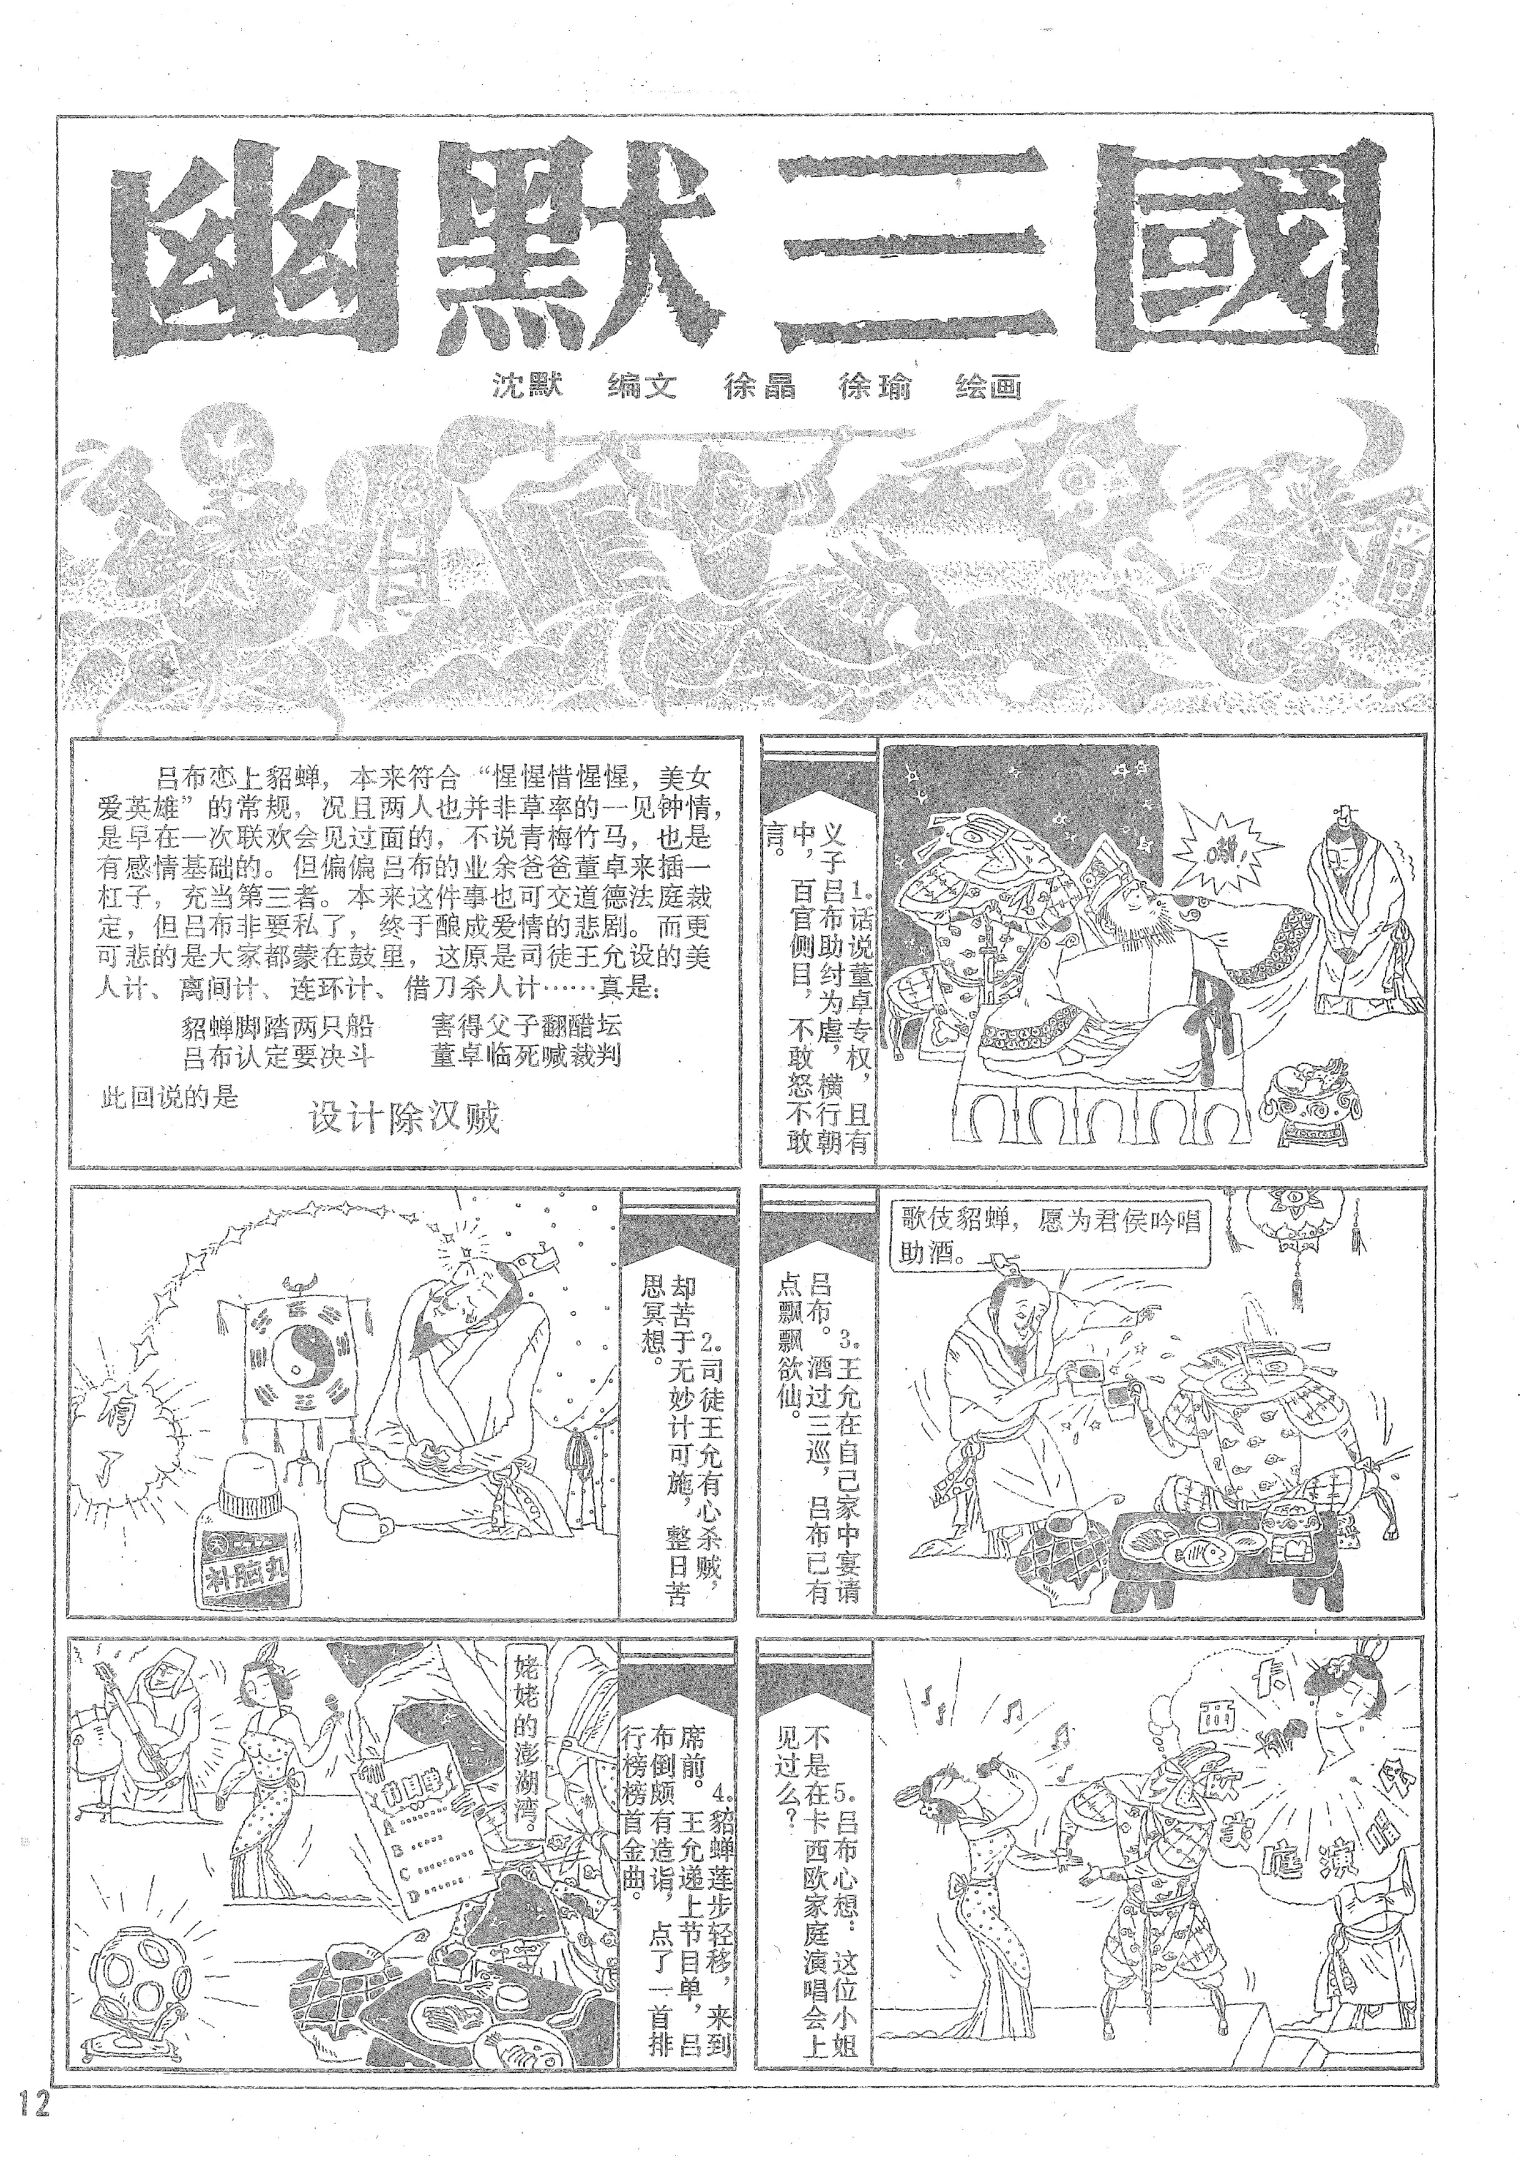 幽默三國
沈默 编文 徐晶 徐瑜 绘画
吕布恋上貂蝉，本来符合“惺惺惜惺惺，美女
爱英雄”的常规，况且两人也并非草率的一见钟情，
是早在一次联欢会见过面的，不说青梅竹马，也是
有感情基础的。但偏偏吕布的业余爸爸董卓来插一
杠子，充当第三者。本来这件事也可交道德法庭裁
定，但吕布非要私了，终于酿成爱情的悲剧。而更
可悲的是大家都蒙在鼓里，这原是司徒王允设的美
人计、离间计、连环计、借刀杀人计……真是：
貂蝉脚踏两只船 害得父子翻醋坛
吕布认定要决斗 董卓临死喊裁判
此回说的是
设计除汉贼
1.话说董卓专权，且有
义子吕布助纣为虐，横行朝
中，百官侧目，不敢怒不敢
言。
2.司徒王允有心杀贼，
却苦于无妙计可施，整日苦
思冥想。
有了
补脑丸
3.王允在自己家中宴请
吕布。酒过三巡，吕布已有
点飘飘欲仙。
歌伎貂蝉，愿为君侯吟唱
助酒。
4.貂蝉莲步轻移，来到
席前。王允递上节目单，吕
布倒颇有造诣，点了一首排
行榜榜首金曲。
姥姥的澎湖湾。
节目单
A
B
C
D
5.吕布心想：这位小姐
不是在卡西欧家庭演唱会上
见过么？
卡西欧家庭演唱会
12